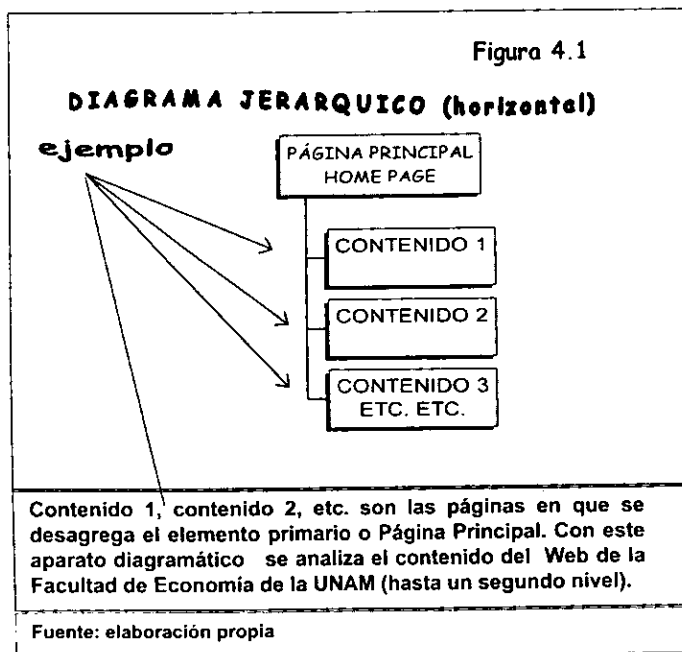 Figura 4.1
DIAGRAMA JERARQUICO (horizontal)
ejemplo
PÁGINA PRINCIPAL
HOME PAGE
CONTENIDO 1
CONTENIDO 2
CONTENIDO 3
ETC. ETC.
Contenido 1, contenido 2, etc. son las páginas en que se
desagrega el elemento primario o Página Principal. Con este
aparato diagramático se analiza el contenido del Web de la
Facultad de Economía de la UNAM (hasta un segundo nivel).
Fuente: elaboración propia